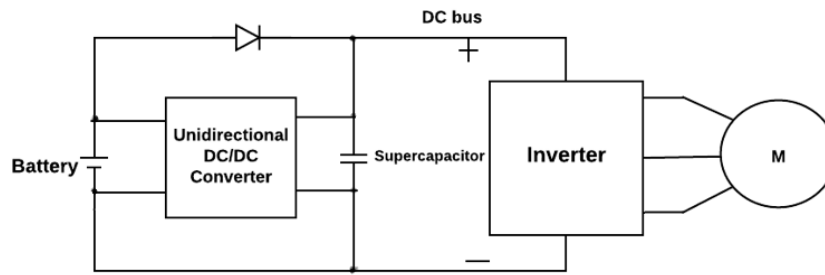 DC bus
+
Unidirectional
DC/DC
Converter
Battery
Supercapacitor
Inverter
M
—